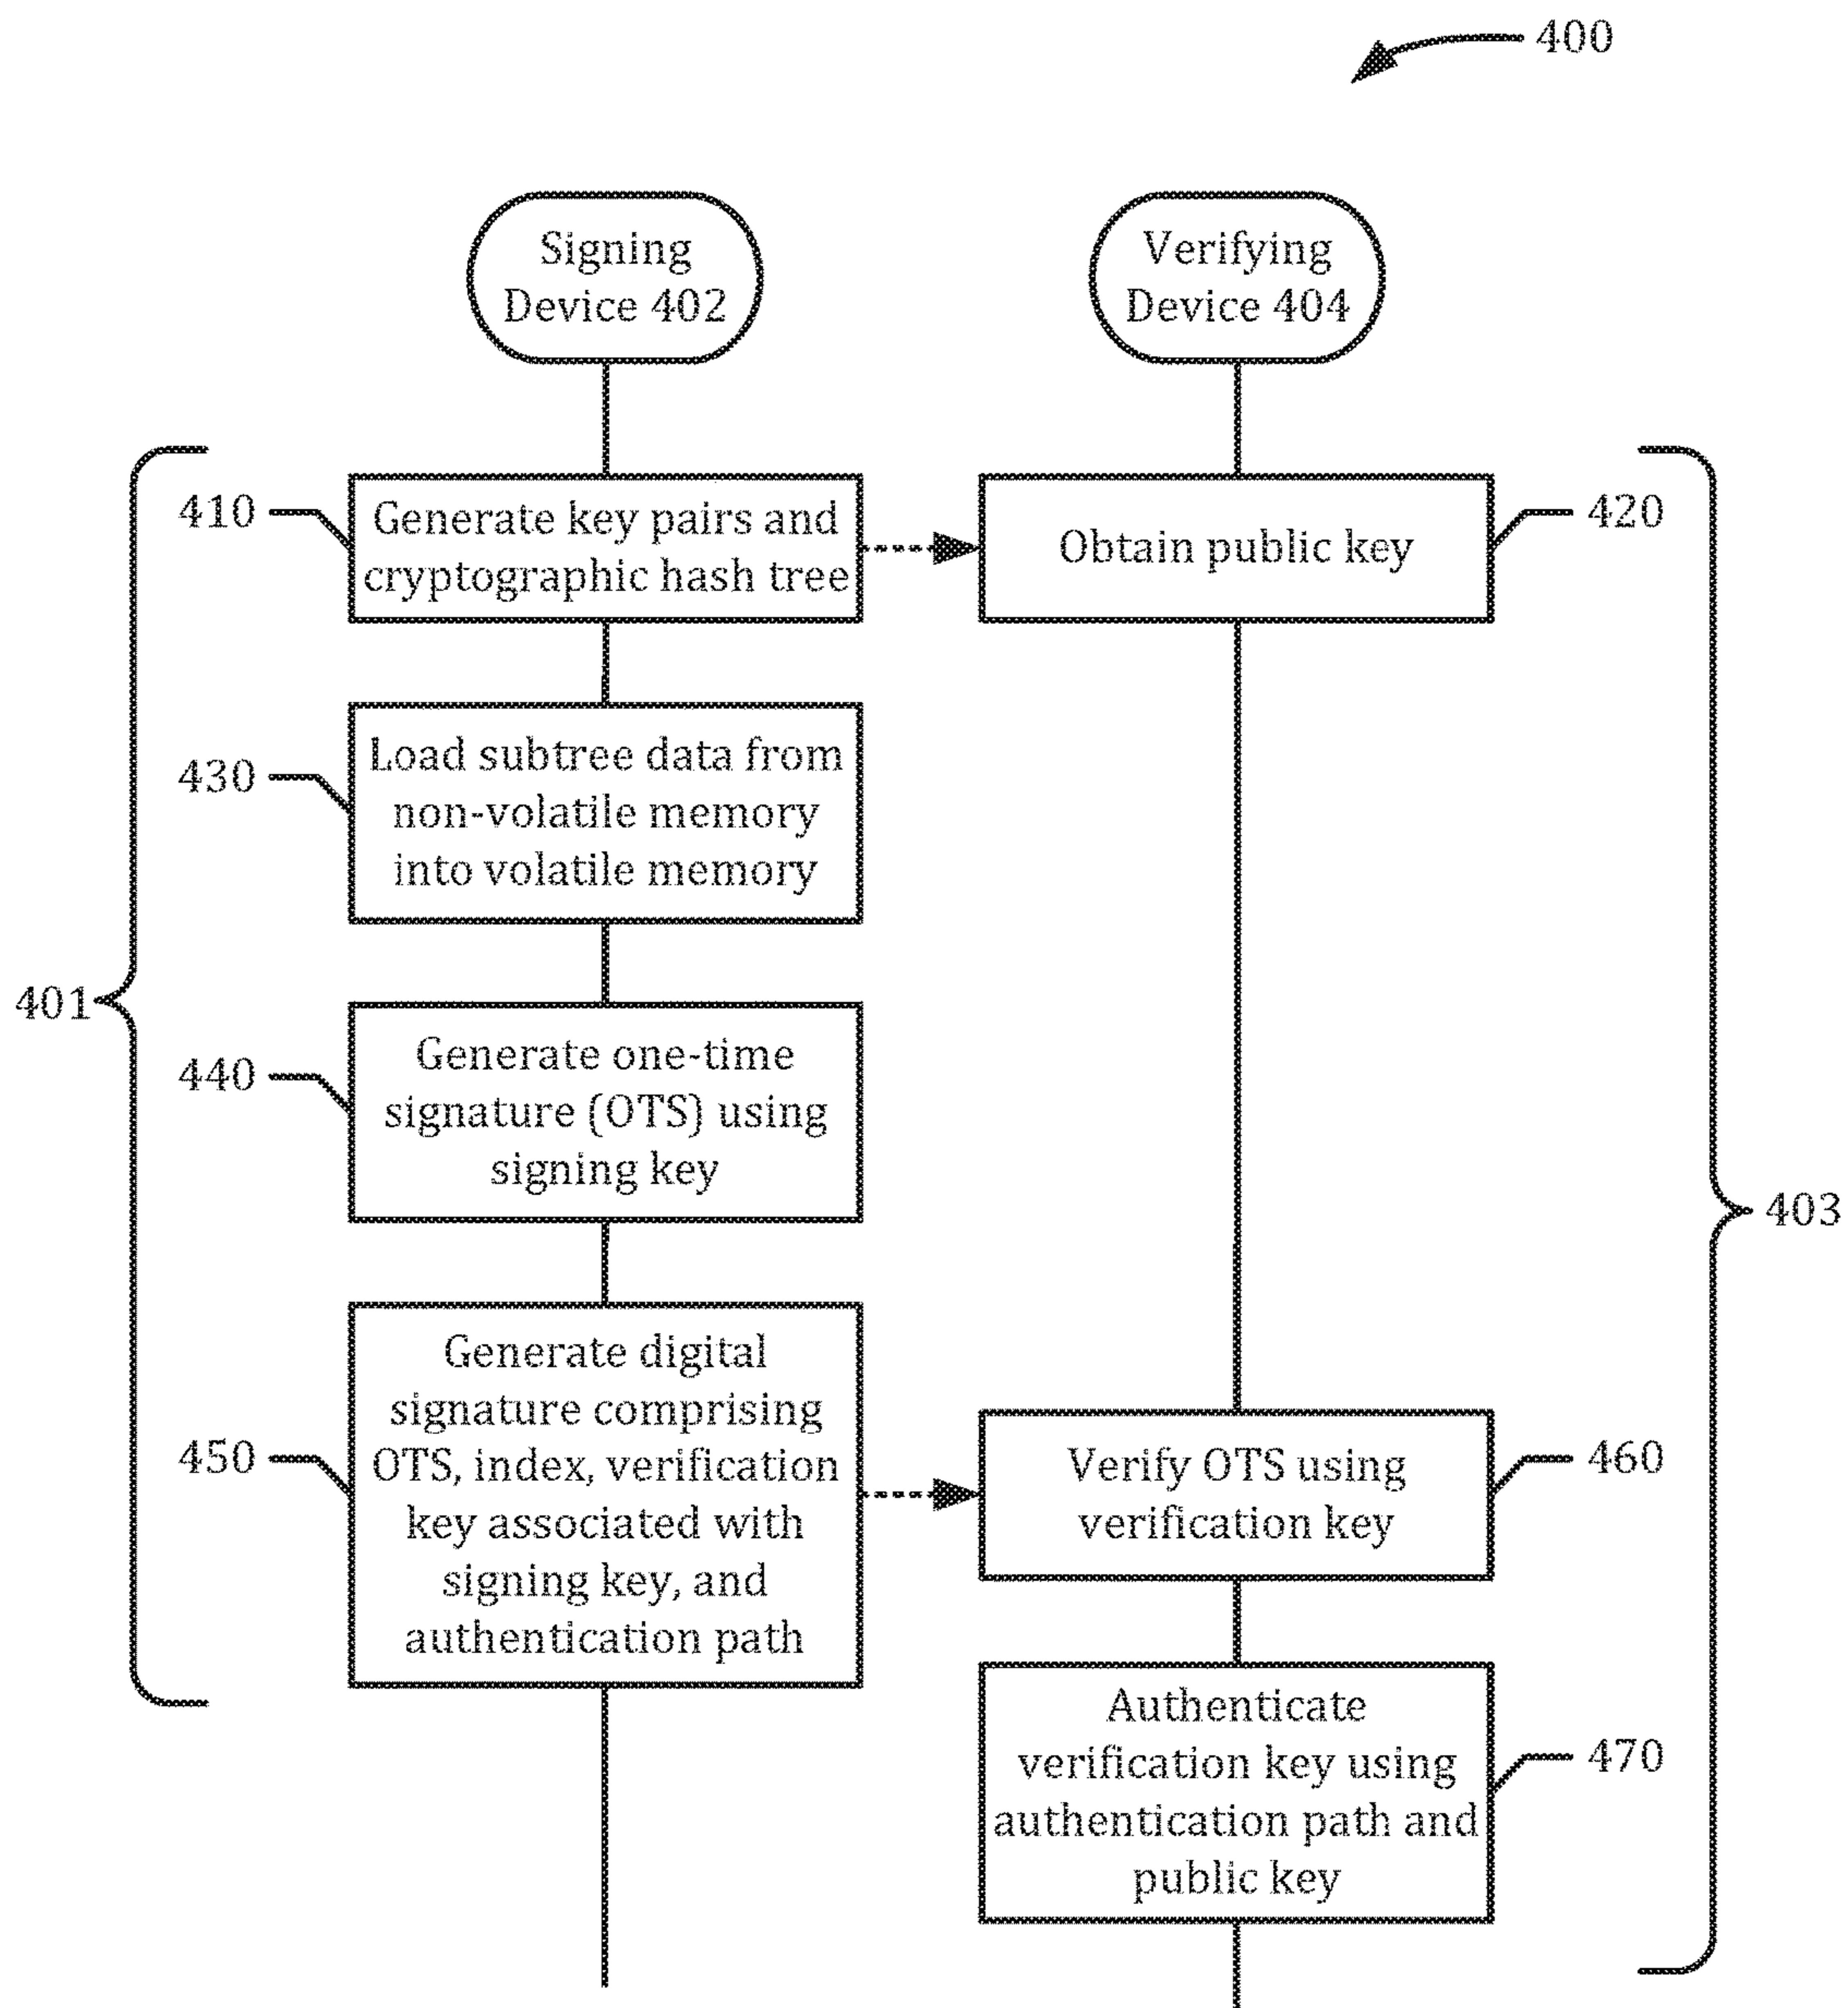 400
Signing
Device 402
Verifying
Device 404
410
Generate key pairs and
cryptographic hash tree
Obtain public key
420
430
Load subtree data from
non-volatile memory
into volatile memory
401
440
Generate one-time
signature (OTS) using
signing key
403
450
Generate digital
signature comprising
OTS, index, verification
key associated with
signing key, and
authentication path
Verify OTS using
verification key
460
Authenticate
verification key using
authentication path and
public key
470